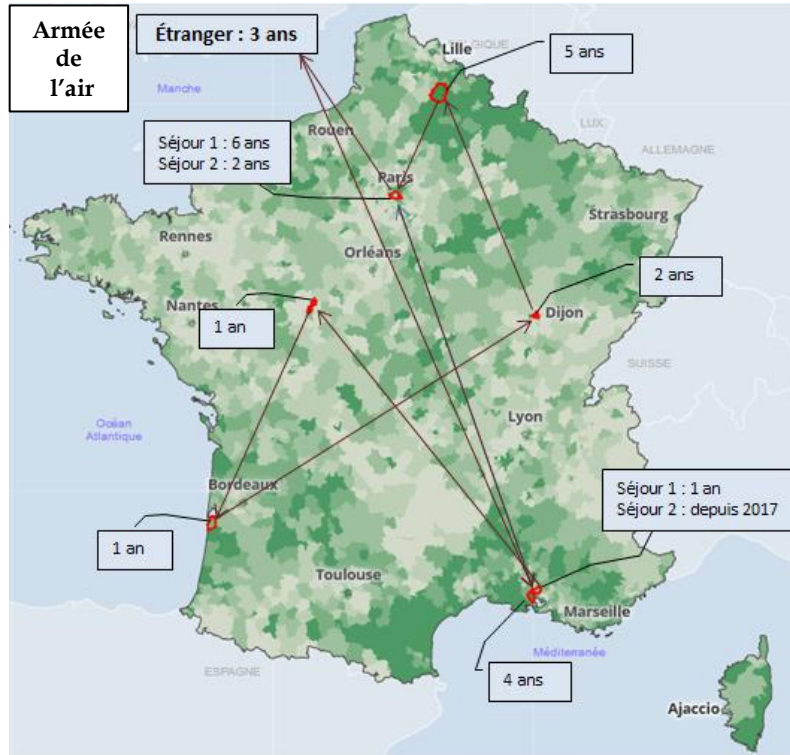 Armée
de
l’air
Étranger : 3 ans
Lille
BELGIQUE
5 ans
Manche
LUX.
ALLEMAGNE
Rouen
Séjour 1 : 6 ans
Séjour 2 : 2 ans
Paris
Strasbourg
Rennes
Orléans
2 ans
Nantes
1 an
Dijon
SUISSE
Océan
Atlantique
Lyon
Bordeaux
Séjour 1 : 1 an
Séjour 2 : depuis 2017
1 an
Toulouse
Marseille
Méditerranée
ESPAGNE
4 ans
Ajaccio